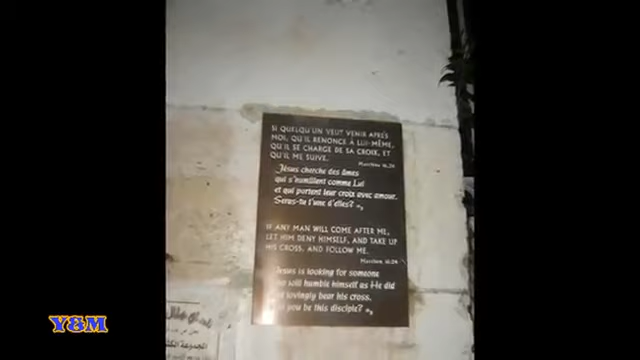 SI QUELQU'UN VEUT VENIR APRÈS
MOI, QU'IL RENONCE À LUI-MÊME,
QU'IL SE CHARGE DE SA CROIX, ET
QU'IL ME SUIVE.
Matthieu 16.24
Jésus cherche des âmes
qui s'humilient comme Lui
et qui portent leur croix avec amour.
Seras-tu l'une d'elles?
IF ANY MAN WILL COME AFTER ME,
LET HIM DENY HIMSELF, AND TAKE UP
HIS CROSS, AND FOLLOW ME.
Matthew 16:24
Jesus is looking for someone
who will humble himself as He did
lovingly bear his cross.
you be this disciple?
Y&M
المجموعة